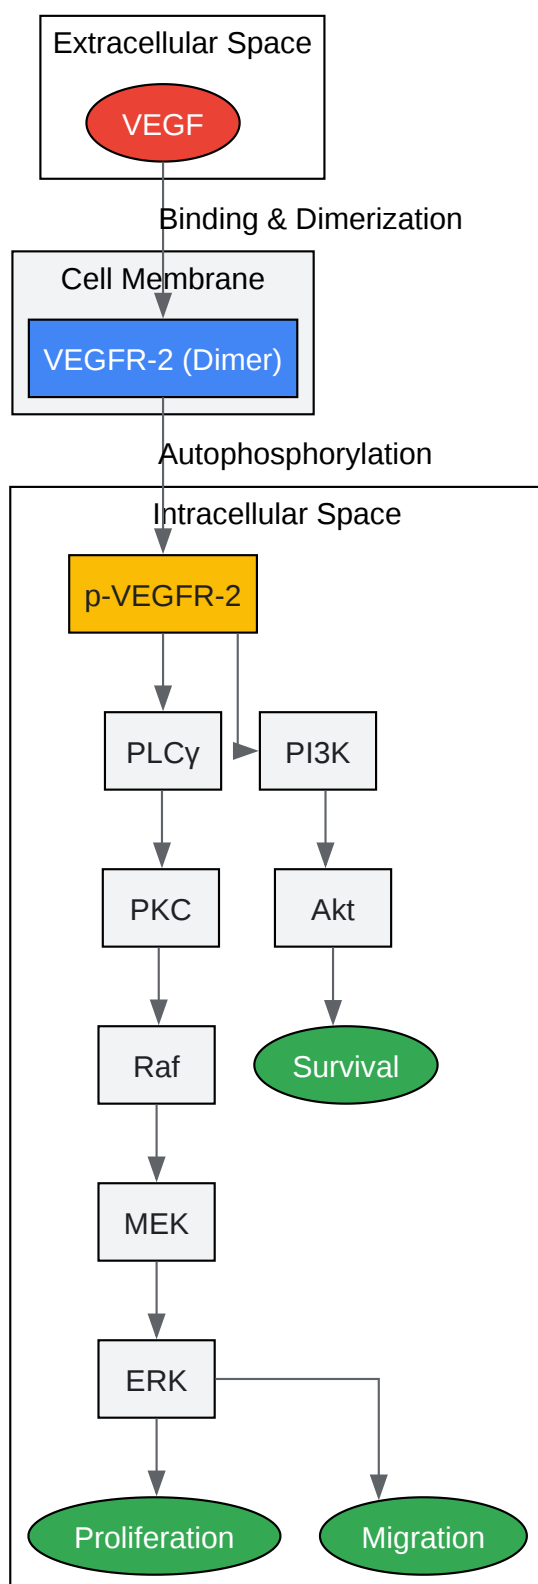 Extracellular Space
VEGF
Binding & Dimerization
Cell Membrane
VEGFR-2 (Dimer)
Autophosphorylation
Intracellular Space
p-VEGFR-2
PLCγ
PI3K
PKC
Akt
Raf
Survival
MEK
ERK
Proliferation
Migration